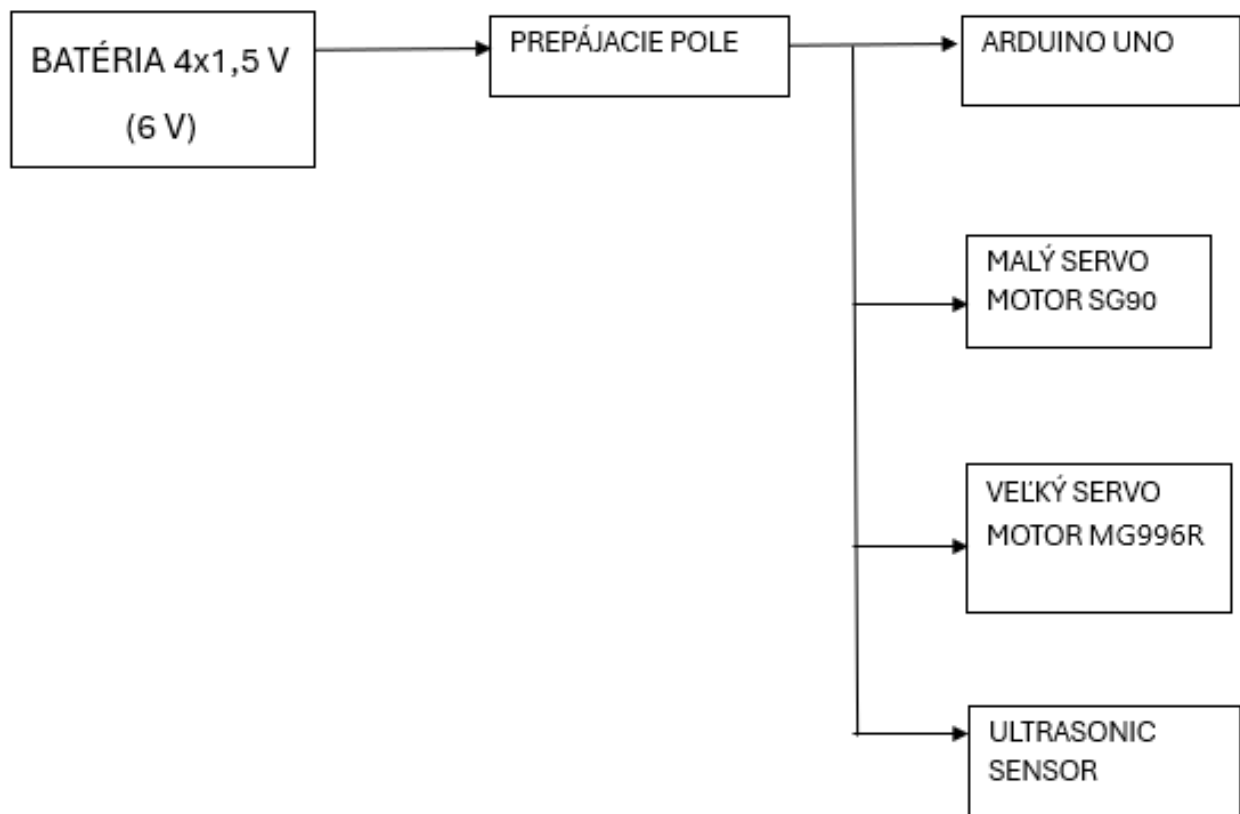 BATÉRIA 4x1,5 V
(6 V)
PREPÁJACIE POLE
ARDUINO UNO
MALÝ SERVO
MOTOR SG90
VEĽKÝ SERVO
MOTOR MG996R
ULTRASONIC
SENSOR